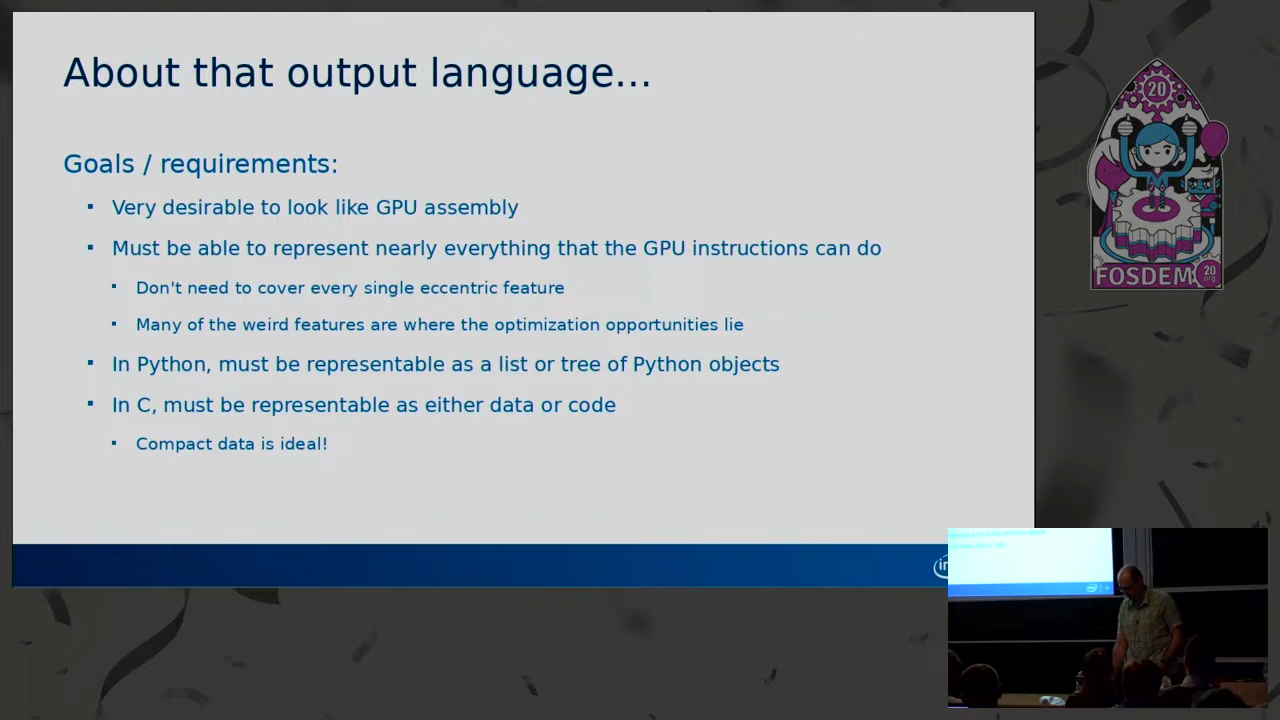 About that output language...
Goals / requirements:
Very desirable to look like GPU assembly
Must be able to represent nearly everything that the GPU instructions can do
Don't need to cover every single eccentric feature
Many of the weird features are where the optimization opportunities lie
In Python, must be representable as a list or tree of Python objects
In C, must be representable as either data or code
Compact data is ideal!
20
FOSDEM
20
org